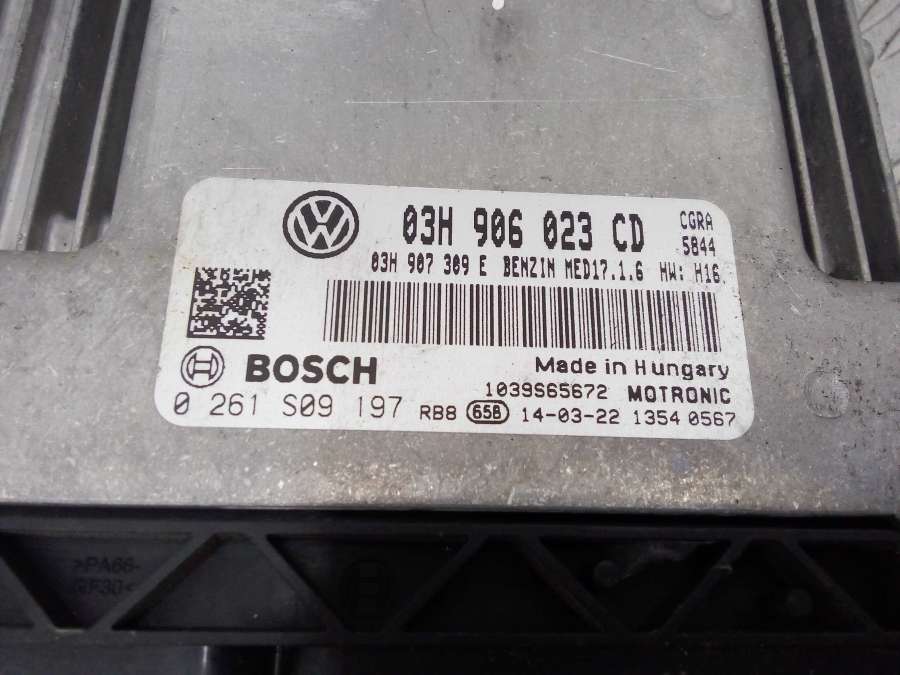 03H 906 023 CD CGRA
5844
03H 907 309 E BENZIN MED17.1.6 HW: H16
BOSCH Made in Hungary
1039S65672 MOTRONIC
0 261 S09 197 RB8 658 14-03-22 1354 0567
>PA66-
GF30<